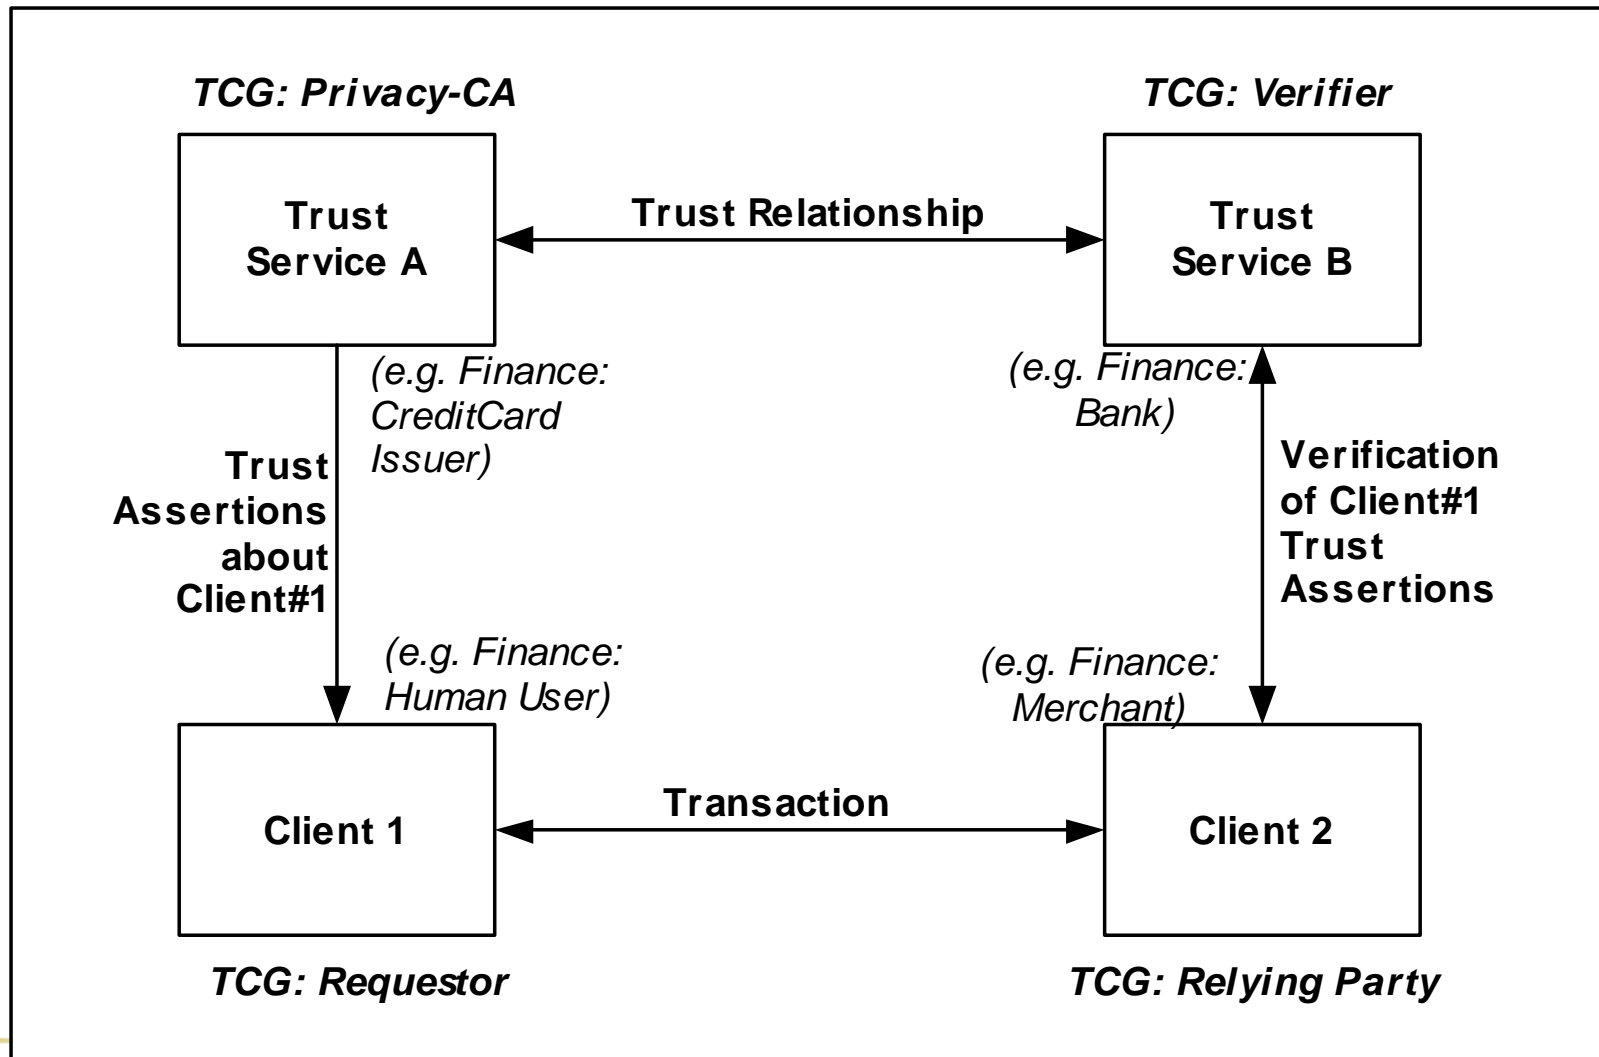 TCG: Privacy-CA
TCG: Verifier
Trust
Service A
Trust Relationship
Trust
Service B
(e.g. Finance:
CreditCard
Issuer)
(e.g. Finance:
Bank)
Trust
Assertions
about
Client#1
Verification
of Client#1
Trust
Assertions
(e.g. Finance:
Human User)
(e.g. Finance:
Merchant)
Client 1
Transaction
Client 2
TCG: Requestor
TCG: Relying Party